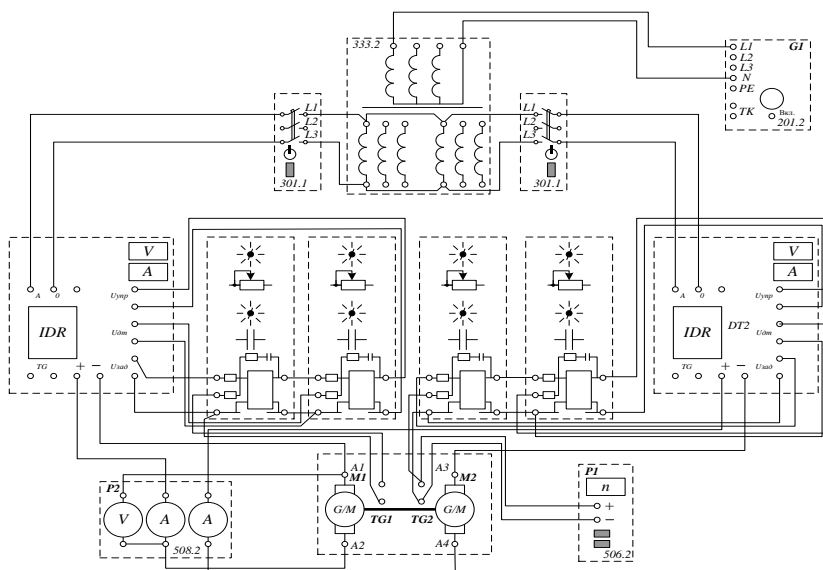 333.2
L1
G1
L2
L3
N
PE
TK
Вкл.
201.2
L1
L2
L3
301.1
L1
L2
L3
301.1
V
A
A
0
Uупр
IDR
Uдт
TG
+
−
Uзад
V
A
A
0
Uупр
IDR
DT2
Uдт
TG
+
−
Uзад
P2
V
A
A
508.2
A1
M1
G/M
A2
TG1
TG2
A3
M2
G/M
A4
P1
n
+
−
506.2